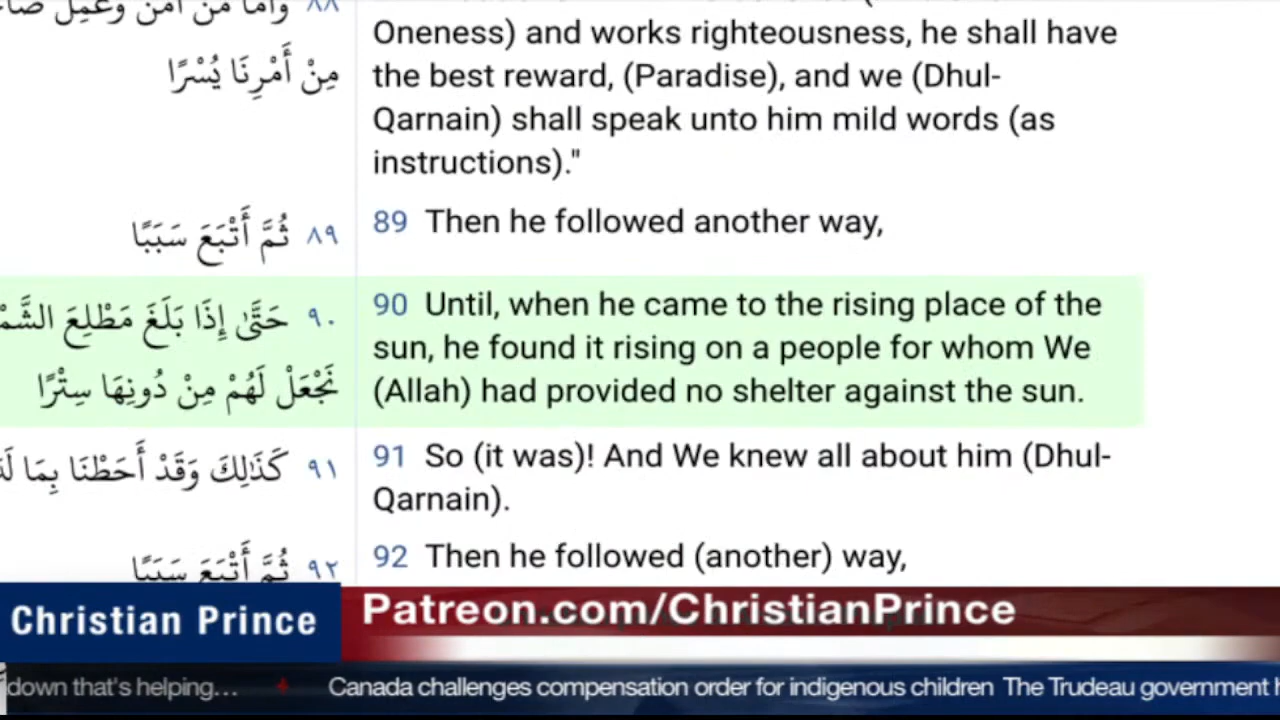 ٨٨ وَأَمَّا مَنْ آمَنَ وَعَمِلَ
Oneness) and works righteousness, he shall have
مِنْ أَمْرِنَا يُسْرًا
the best reward, (Paradise), and we (Dhul-
Qarnain) shall speak unto him mild words (as
instructions)."
٨٩ ثُمَّ أَتْبَعَ سَبَبًا
89 Then he followed another way,
٩٠ حَتَّىٰ إِذَا بَلَغَ مَطْلِعَ
90 Until, when he came to the rising place of the
sun, he found it rising on a people for whom We
نَجْعَلْ لَهُمْ مِنْ دُونِهَا سِتْرًا
(Allah) had provided no shelter against the sun.
٩١ كَذَٰلِكَ وَقَدْ أَحَطْنَا بِمَا
91 So (it was)! And We knew all about him (Dhul-
Qarnain).
٩٢ ثُمَّ أَتْبَعَ سَبَبًا
92 Then he followed (another) way,
Christian Prince
Patreon.com/ChristianPrince
down that's helping... Canada challenges compensation order for indigenous children The Trudeau government